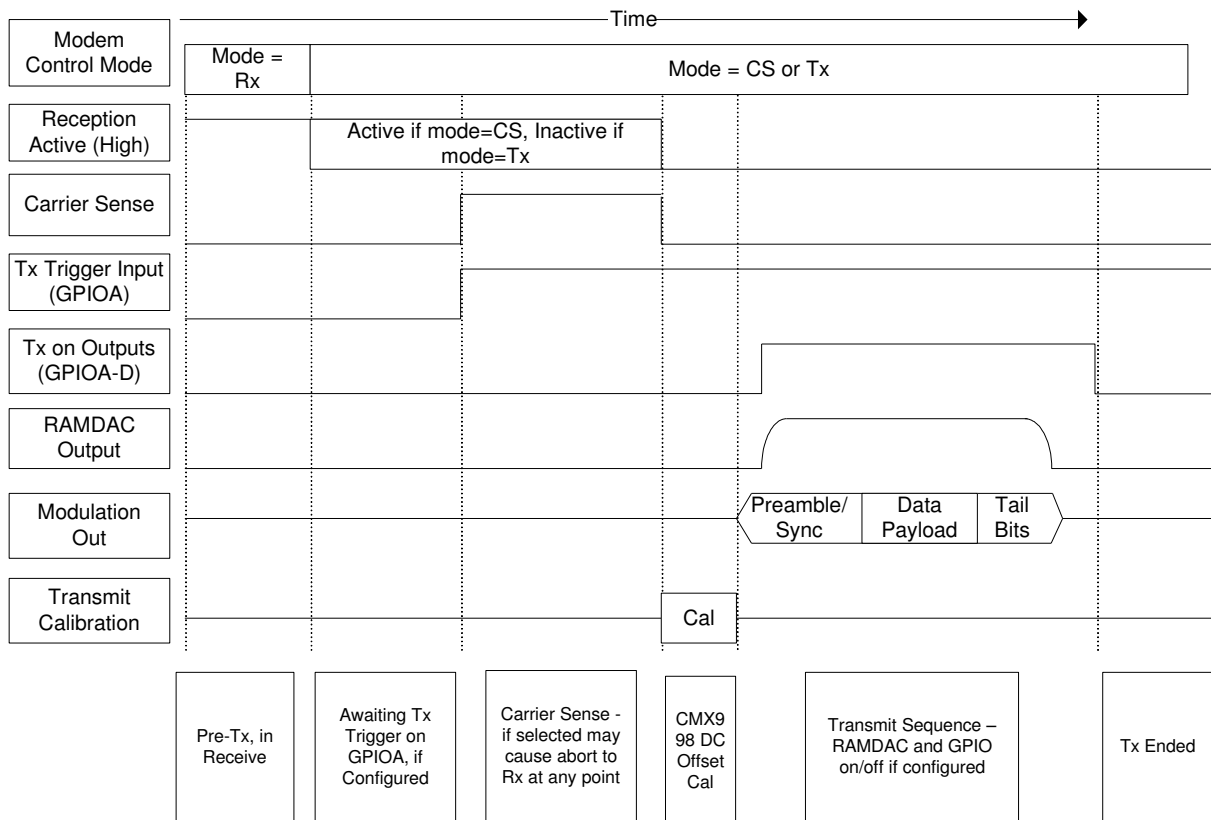 Time
Modem
Control Mode
Mode =
Rx
Mode = CS or Tx
Reception
Active (High)
Active if mode=CS, Inactive if
mode=Tx
Carrier Sense
Tx Trigger Input
(GPIOA)
Tx on Outputs
(GPIOA-D)
RAMDAC
Output
Modulation
Out
Preamble/
Sync
Data
Payload
Tail
Bits
Transmit
Calibration
Cal
Pre-Tx, in
Receive
Awaiting Tx
Trigger on
GPIOA, if
Configured
Carrier Sense -
if selected may
cause abort to
Rx at any point
CMX9
98 DC
Offset
Cal
Transmit Sequence –
RAMDAC and GPIO
on/off if configured
Tx Ended